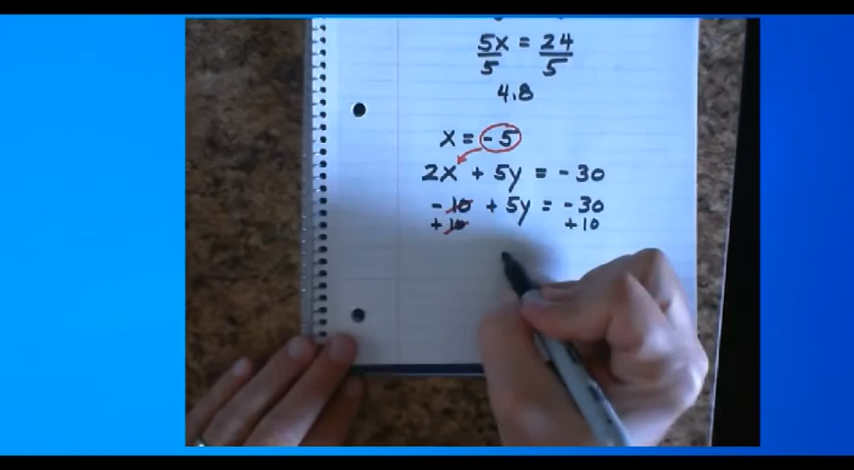 5x = 24
5 5
4.8
x = -5
2x + 5y = -30
-10 + 5y = -30
+10 +10